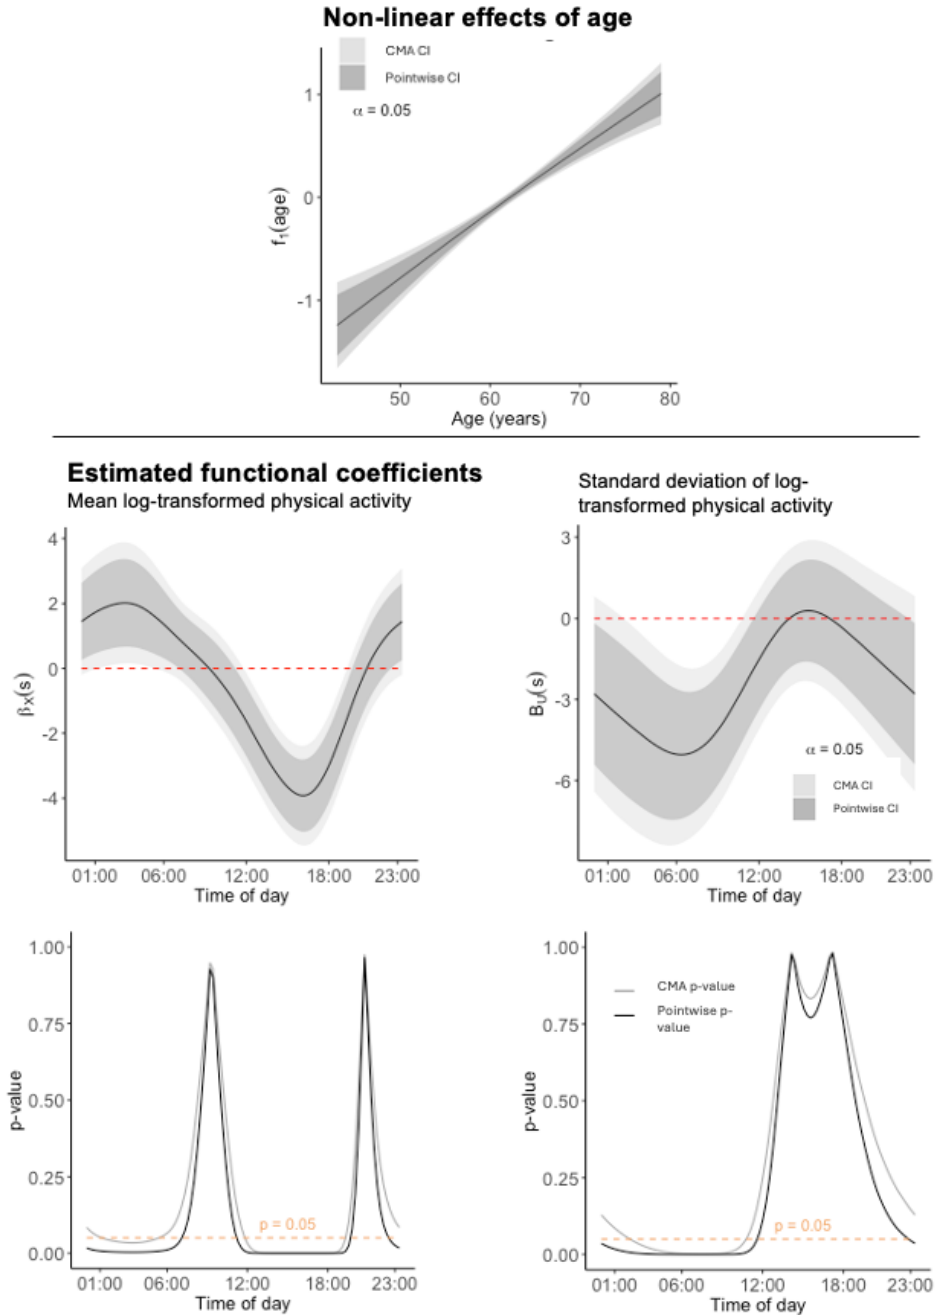 Non-linear effects of age
CMA CI
Pointwise CI
α = 0.05
1
0
-1
f₁(age)
50 60 70 80
Age (years)
Estimated functional coefficients
Mean log-transformed physical activity
4
2
0
-2
-4
βₓ(s)
01:00 06:00 12:00 18:00 23:00
Time of day
Standard deviation of log-
transformed physical activity
3
0
-3
-6
Bᵤ(s)
α = 0.05
CMA CI
Pointwise CI
01:00 06:00 12:00 18:00 23:00
Time of day
1.00
0.75
0.50
0.25
0.00
p-value
p = 0.05
01:00 06:00 12:00 18:00 23:00
Time of day
1.00
0.75
0.50
0.25
0.00
p-value
CMA p-value
Pointwise p-
value
p = 0.05
01:00 06:00 12:00 18:00 23:00
Time of day